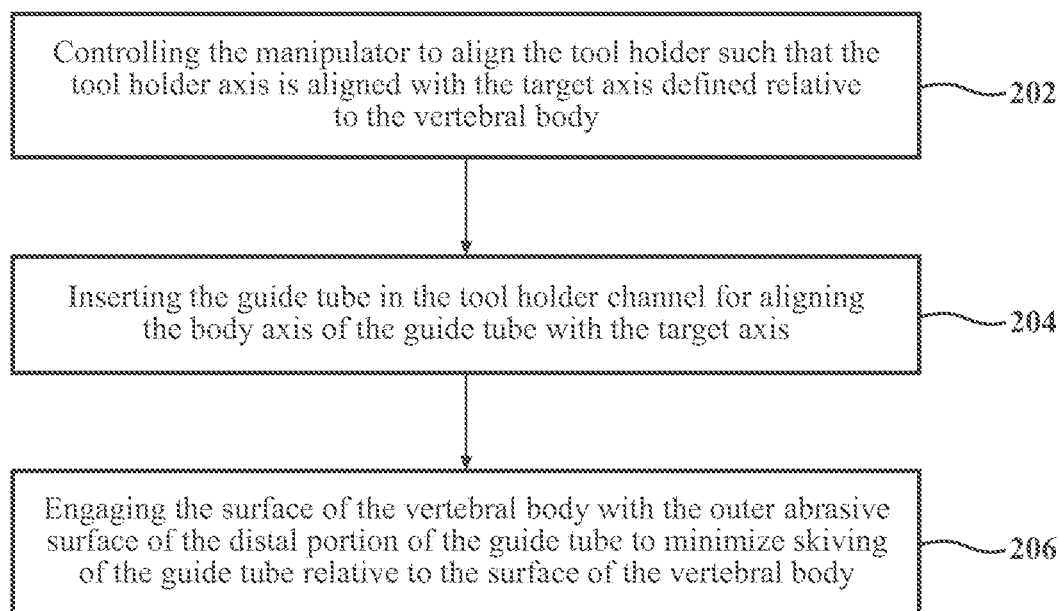 Controlling the manipulator to align the tool holder such that the
tool holder axis is aligned with the target axis defined relative
to the vertebral body
202
Inserting the guide tube in the tool holder channel for aligning
the body axis of the guide tube with the target axis
204
Engaging the surface of the vertebral body with the outer abrasive
surface of the distal portion of the guide tube to minimize skiving
of the guide tube relative to the surface of the vertebral body
206